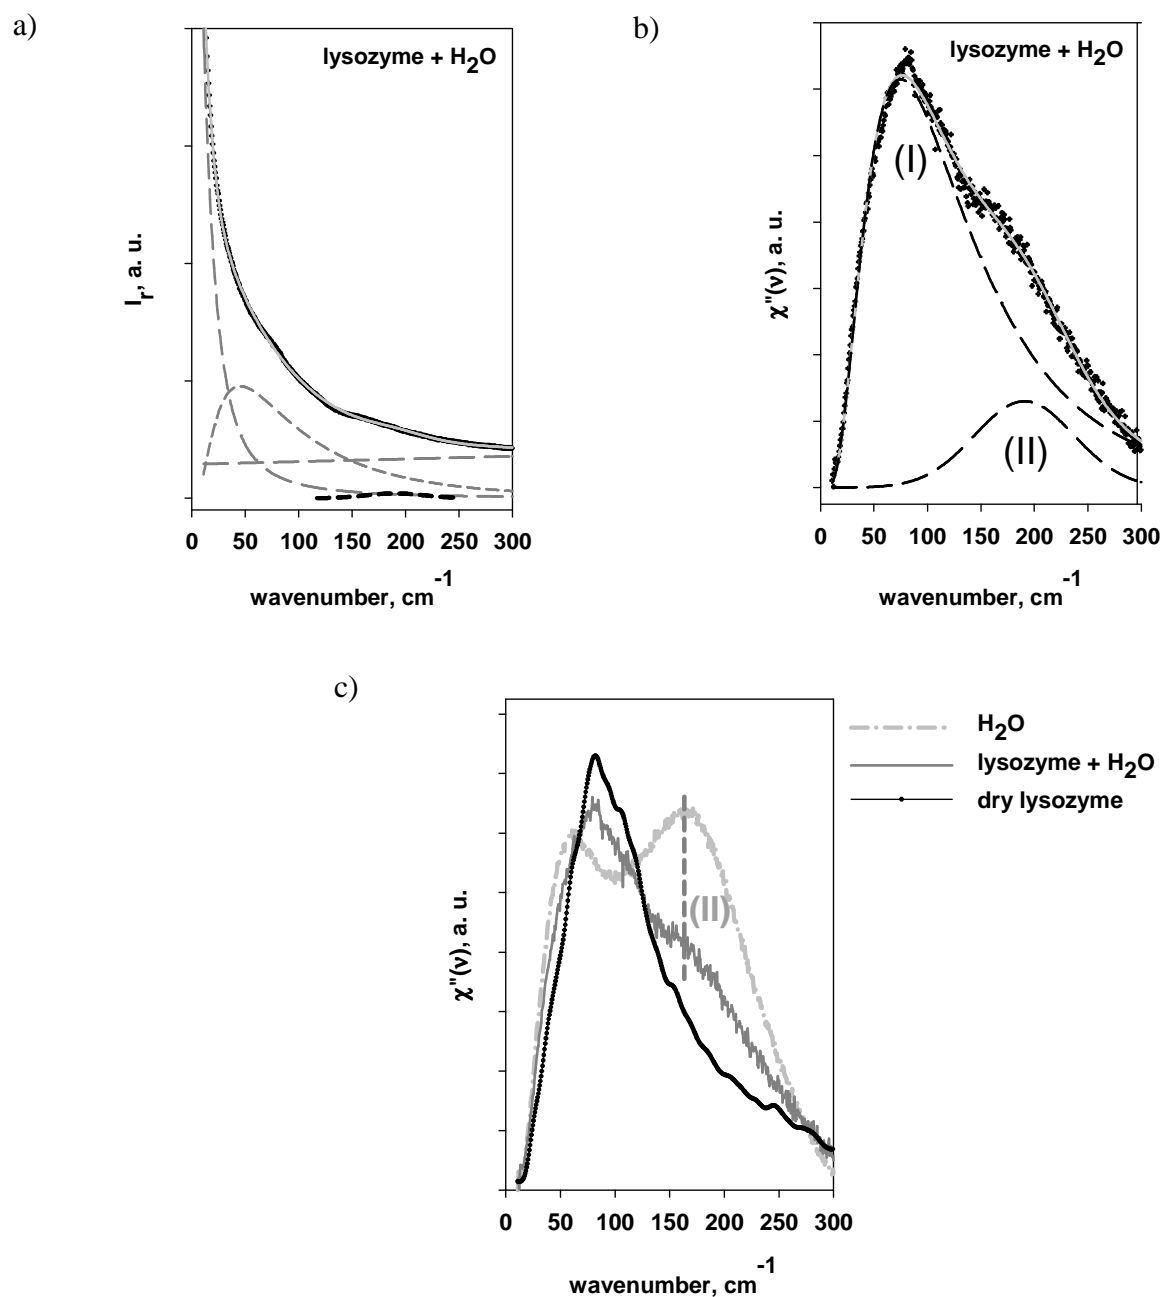 a)
lysozyme + H2O
Ir, a. u.
0 50 100 150 200 250 300
wavenumber, cm-1
b)
lysozyme + H2O
(I)
(II)
χ"(ν), a. u.
0 50 100 150 200 250 300
wavenumber, cm-1
c)
H2O
lysozyme + H2O
dry lysozyme
(II)
χ"(ν), a. u.
0 50 100 150 200 250 300
wavenumber, cm-1